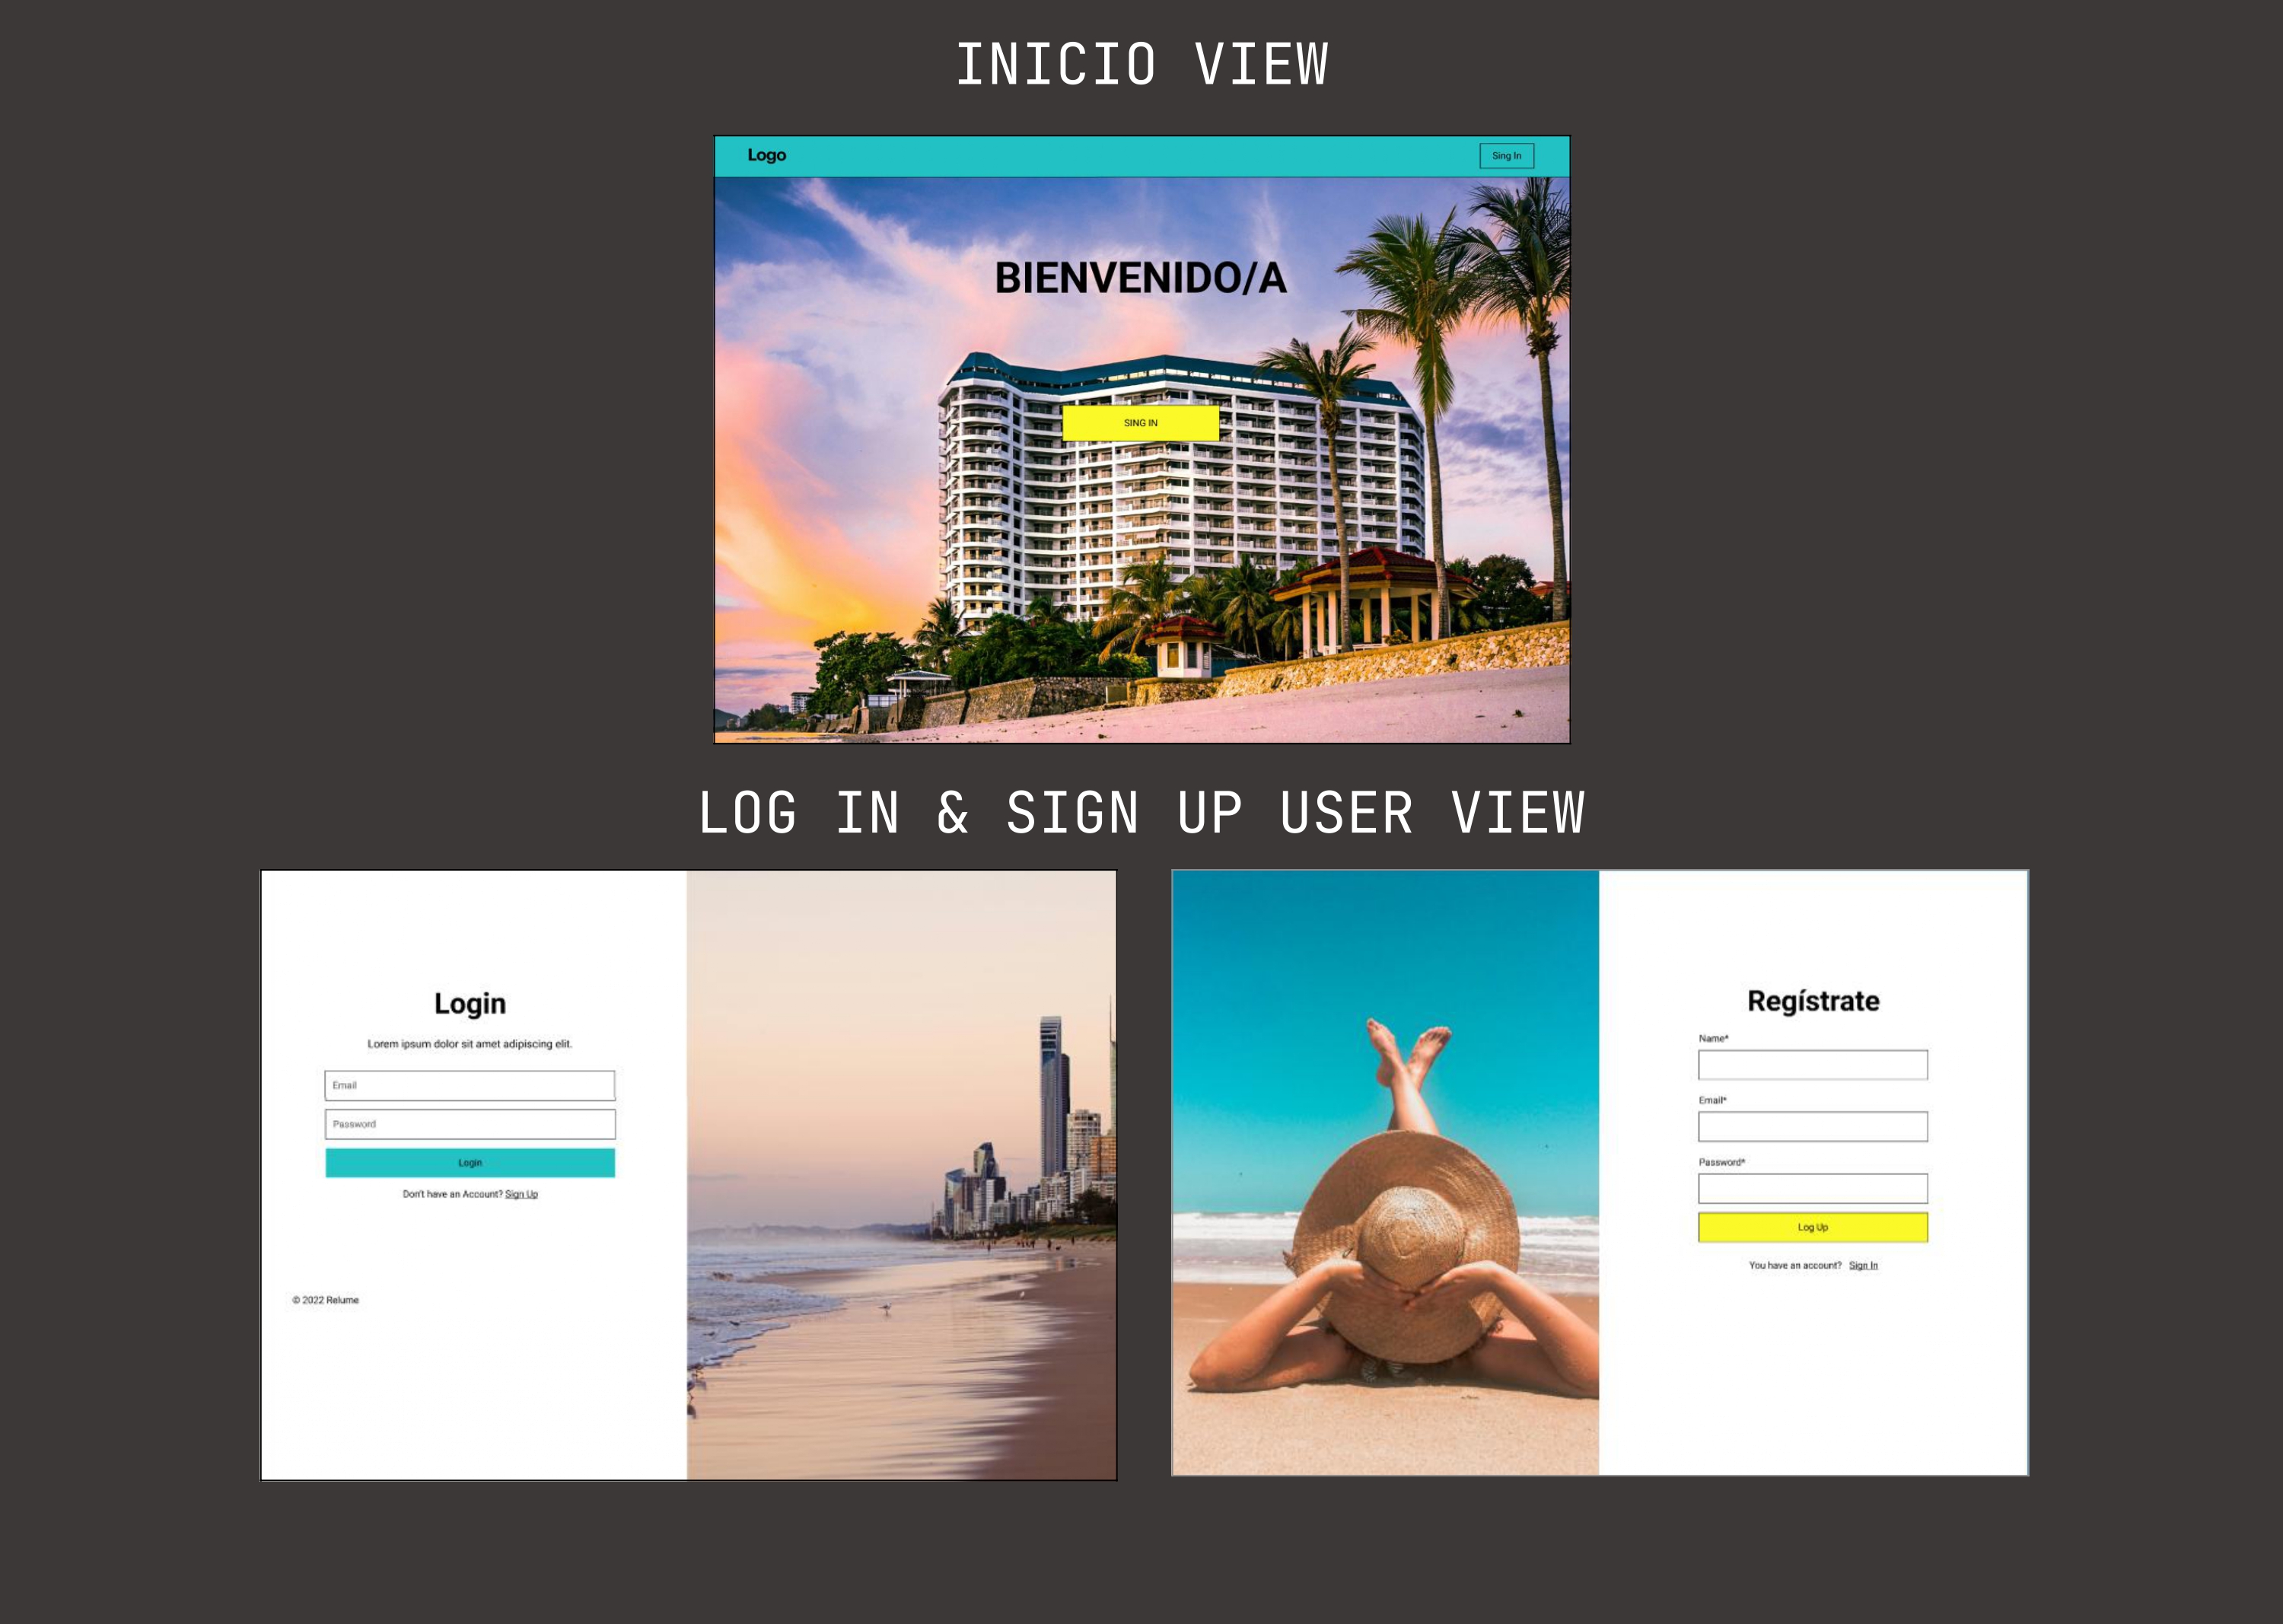 INICIO VIEW
Logo
Sing In
BIENVENIDO/A
SING IN
LOG IN & SIGN UP USER VIEW
Login
Lorem ipsum dolor sit amet adipiscing elit.
Email
Password
Login
Don't have an Account? Sign Up
© 2022 Relume
Regístrate
Name*
Email*
Password*
Log Up
You have an account? Sign In